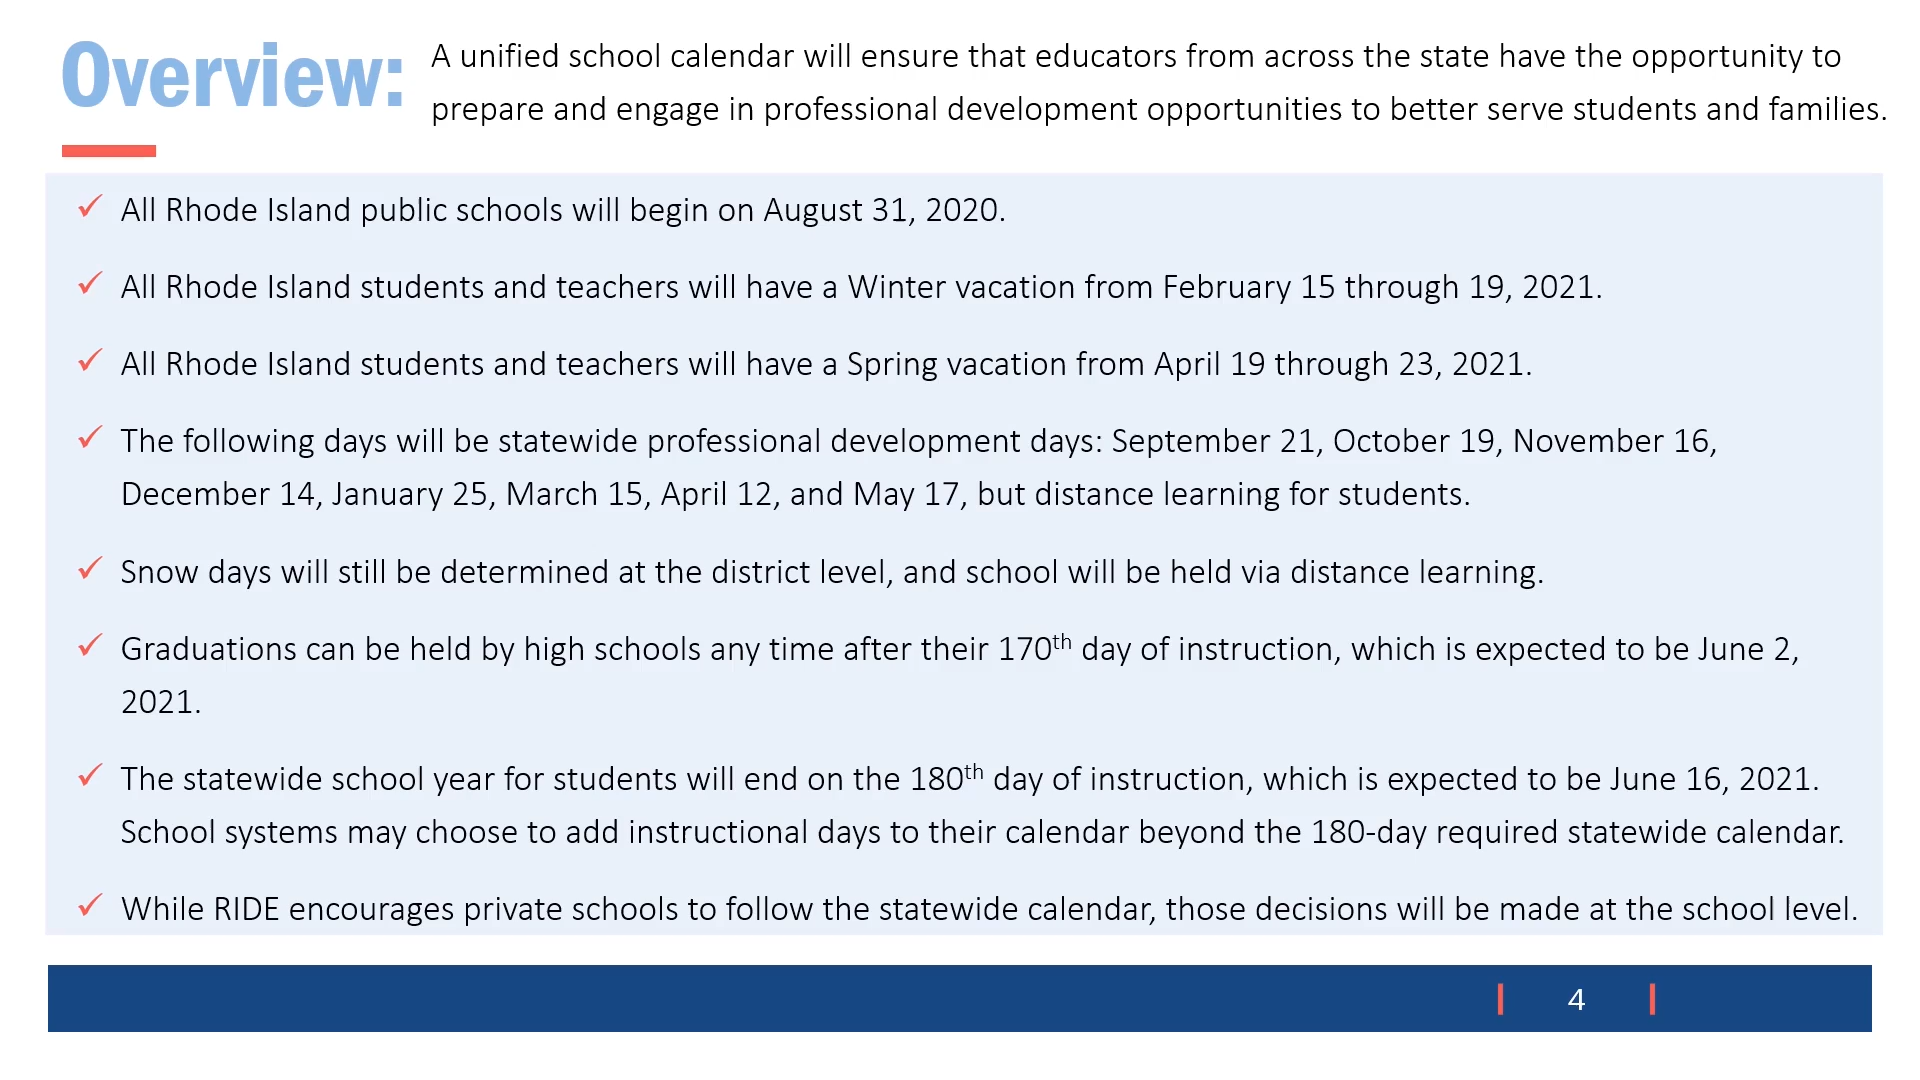 Overview:
A unified school calendar will ensure that educators from across the state have the opportunity to
prepare and engage in professional development opportunities to better serve students and families.
✓ All Rhode Island public schools will begin on August 31, 2020.
✓ All Rhode Island students and teachers will have a Winter vacation from February 15 through 19, 2021.
✓ All Rhode Island students and teachers will have a Spring vacation from April 19 through 23, 2021.
✓ The following days will be statewide professional development days: September 21, October 19, November 16,
December 14, January 25, March 15, April 12, and May 17, but distance learning for students.
✓ Snow days will still be determined at the district level, and school will be held via distance learning.
✓ Graduations can be held by high schools any time after their 170th day of instruction, which is expected to be June 2,
2021.
✓ The statewide school year for students will end on the 180th day of instruction, which is expected to be June 16, 2021.
School systems may choose to add instructional days to their calendar beyond the 180-day required statewide calendar.
✓ While RIDE encourages private schools to follow the statewide calendar, those decisions will be made at the school level.
4